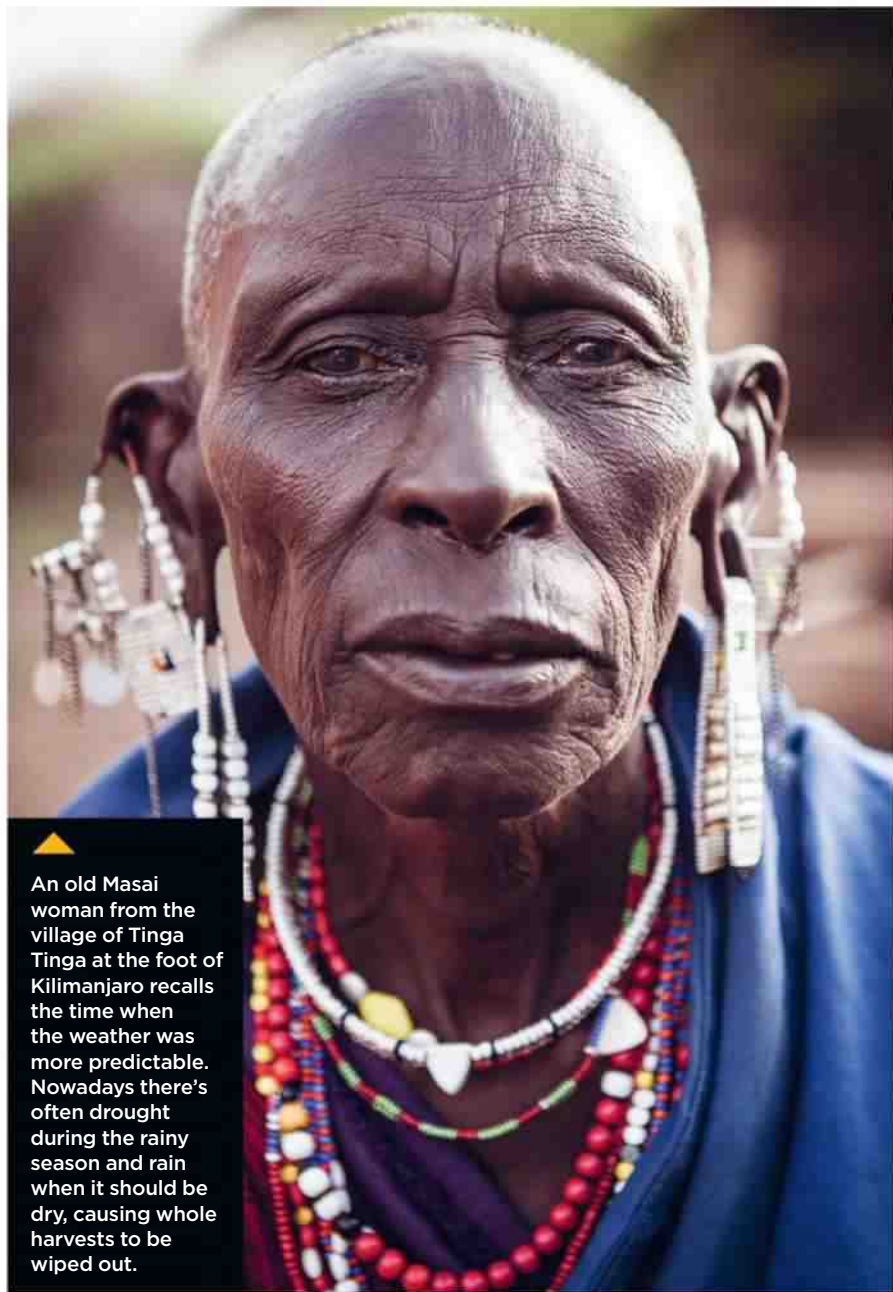 An old Masai
woman from the
village of Tinga
Tinga at the foot of
Kilimanjaro recalls
the time when
the weather was
more predictable.
Nowadays there's
often drought
during the rainy
season and rain
when it should be
dry, causing whole
harvests to be
wiped out.